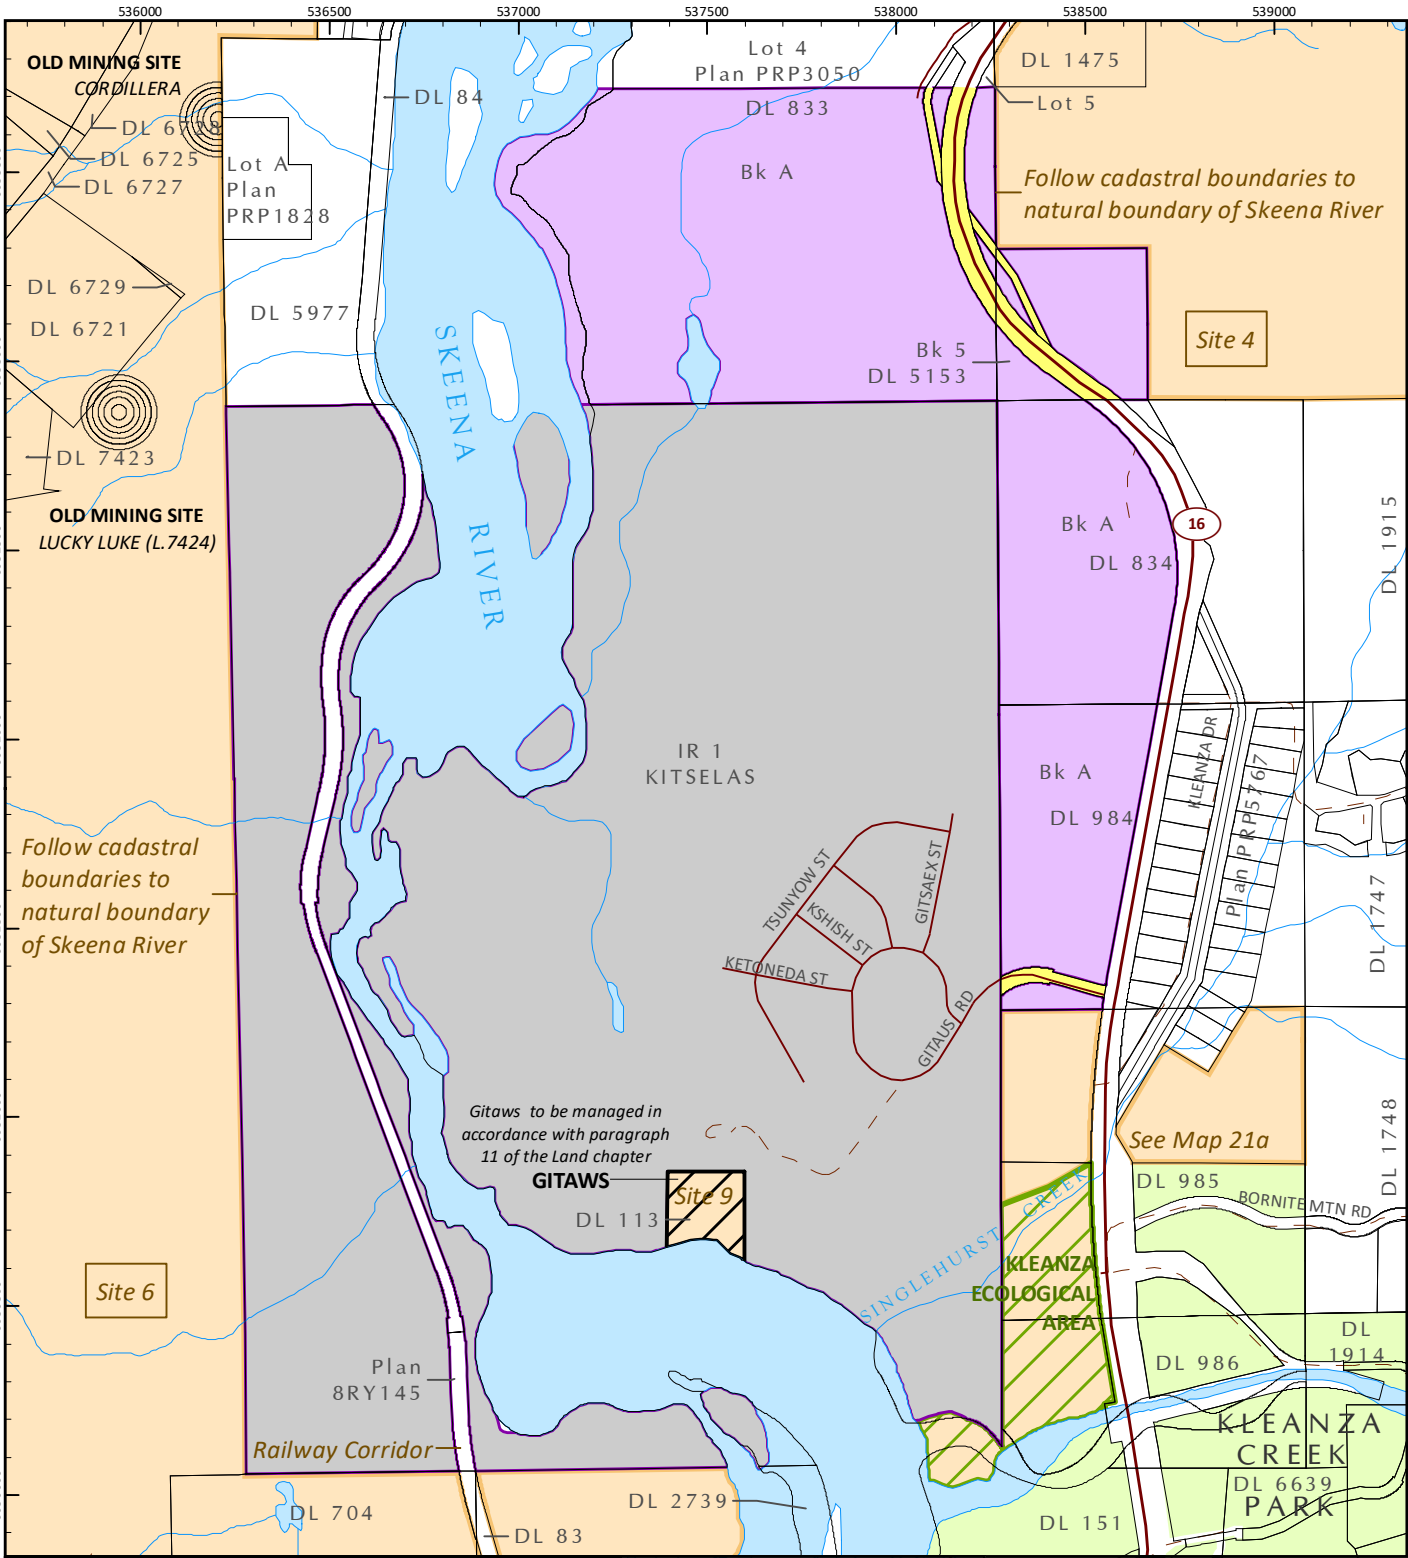 536000
536500
537000
537500
538000
538500
539000
OLD MINING SITE
CORDILLERA
DL 6728
DL 6725
DL 6727
Lot A
Plan
PRP1828
DL 84
Lot 4
Plan PRP3050
DL 833
Bk A
DL 1475
Lot 5
Follow cadastral boundaries to
natural boundary of Skeena River
DL 6729
DL 6721
DL 5977
SKEENA
RIVER
Bk 5
DL 5153
Site 4
DL 7423
OLD MINING SITE
LUCKY LUKE (L.7424)
Bk A
DL 834
16
DL 1915
IR 1
KITSELAS
Bk A
DL 984
KLEANZA DR
Plan PRP5767
Follow cadastral
boundaries to
natural boundary
of Skeena River
TSUNYOW ST
KSHISH ST
GITSAEX ST
KETONEDA ST
GITAUS RD
DL 1747
Gitaws to be managed in
accordance with paragraph
11 of the Land chapter
GITAWS
Site 9
DL 113
See Map 21a
DL 1748
DL 985
BORNITE MTN RD
SINGLEHURST CREEK
KLEANZA
ECOLOGICAL
AREA
Site 6
DL
1914
DL 986
Plan
8RY145
Railway Corridor
KLEANZA
CREEK
PARK
DL 6639
DL 704
DL 83
DL 2739
DL 151